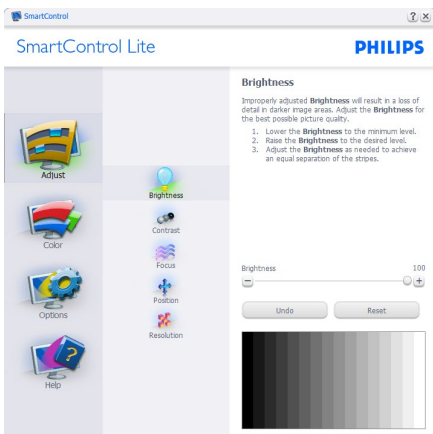 SmartControl
SmartControl Lite
PHILIPS
Adjust
Color
Options
Help
Brightness
Contrast
Focus
Position
Resolution
Brightness
Improperly adjusted Brightness will result in a loss of
detail in darker image areas. Adjust the Brightness for
the best possible picture quality.
1. Lower the Brightness to the minimum level.
2. Raise the Brightness to the desired level.
3. Adjust the Brightness as needed to achieve
an equal separation of the stripes.
Brightness 100
Undo Reset